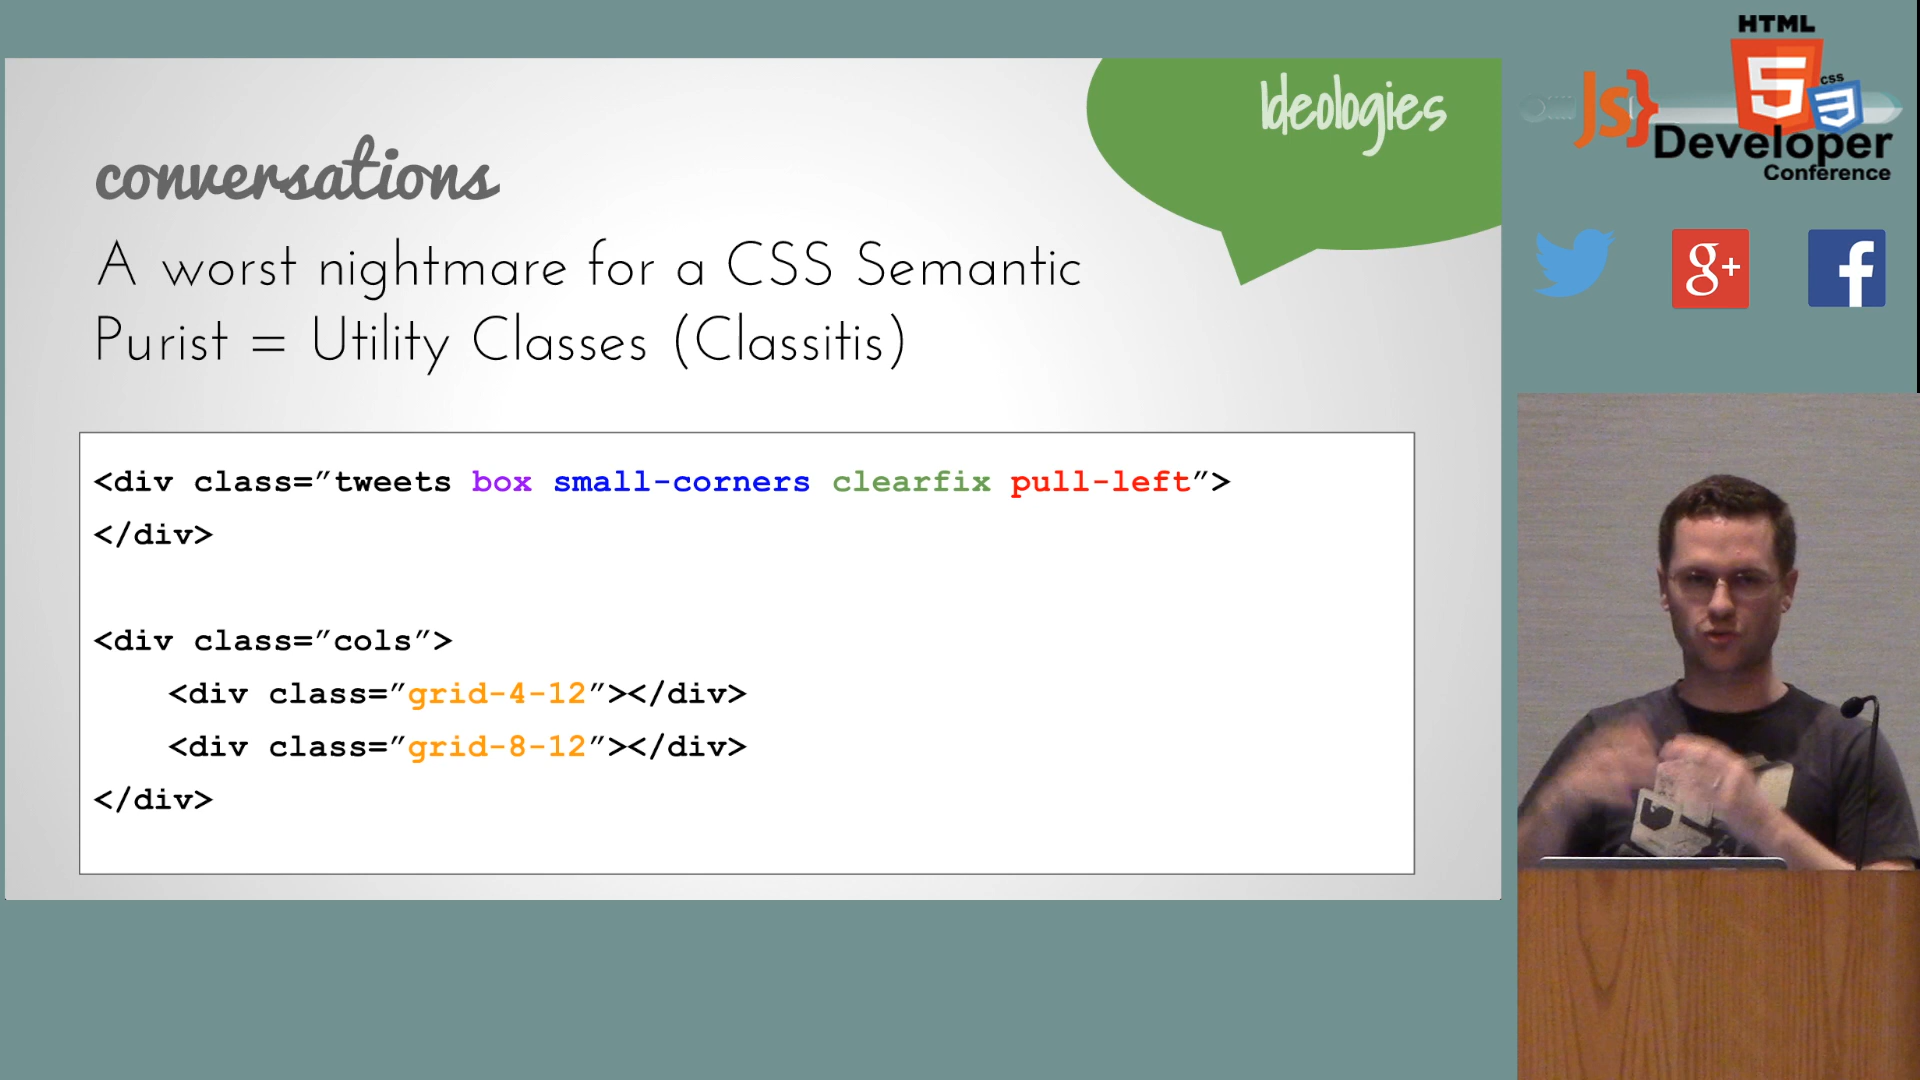 Ideologies
conversations
A worst nightmare for a CSS Semantic
Purist = Utility Classes (Classitis)
<div class=”tweets box small-corners clearfix pull-left”>
</div>
<div class=”cols”>
<div class=”grid-4-12”></div>
<div class=”grid-8-12”></div>
</div>
HTML
JS} 5 CSS 3
Developer
Conference
g+ f